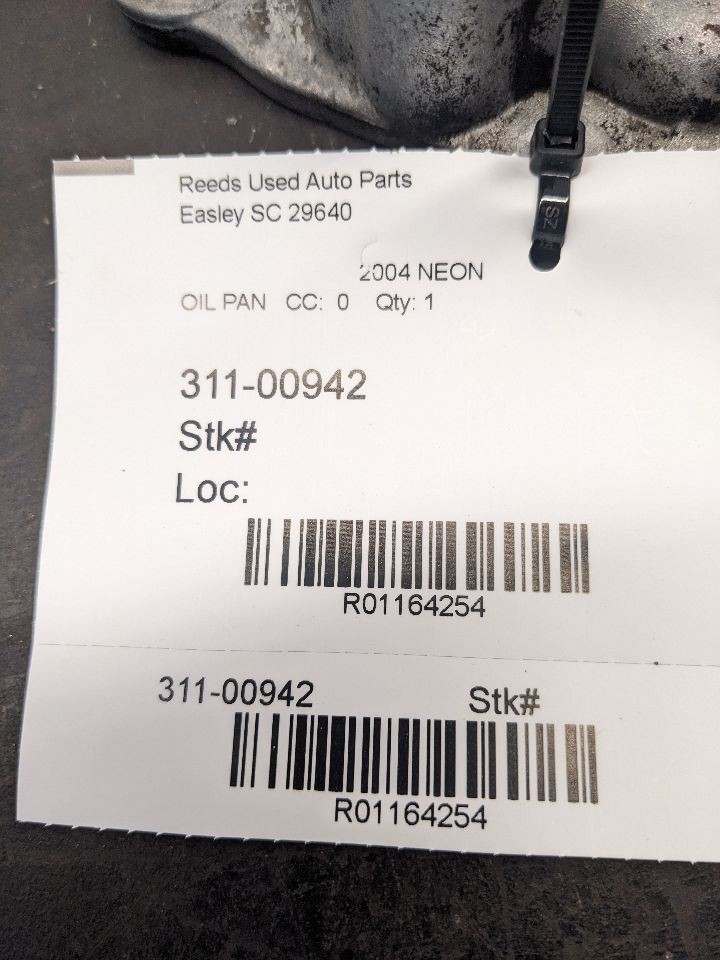 Reeds Used Auto Parts
Easley SC 29640
2004 NEON
OIL PAN CC: 0 Qty: 1
311-00942
Stk#
Loc:
R01164254
311-00942 Stk#
R01164254